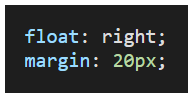 float: right;
margin: 20px;